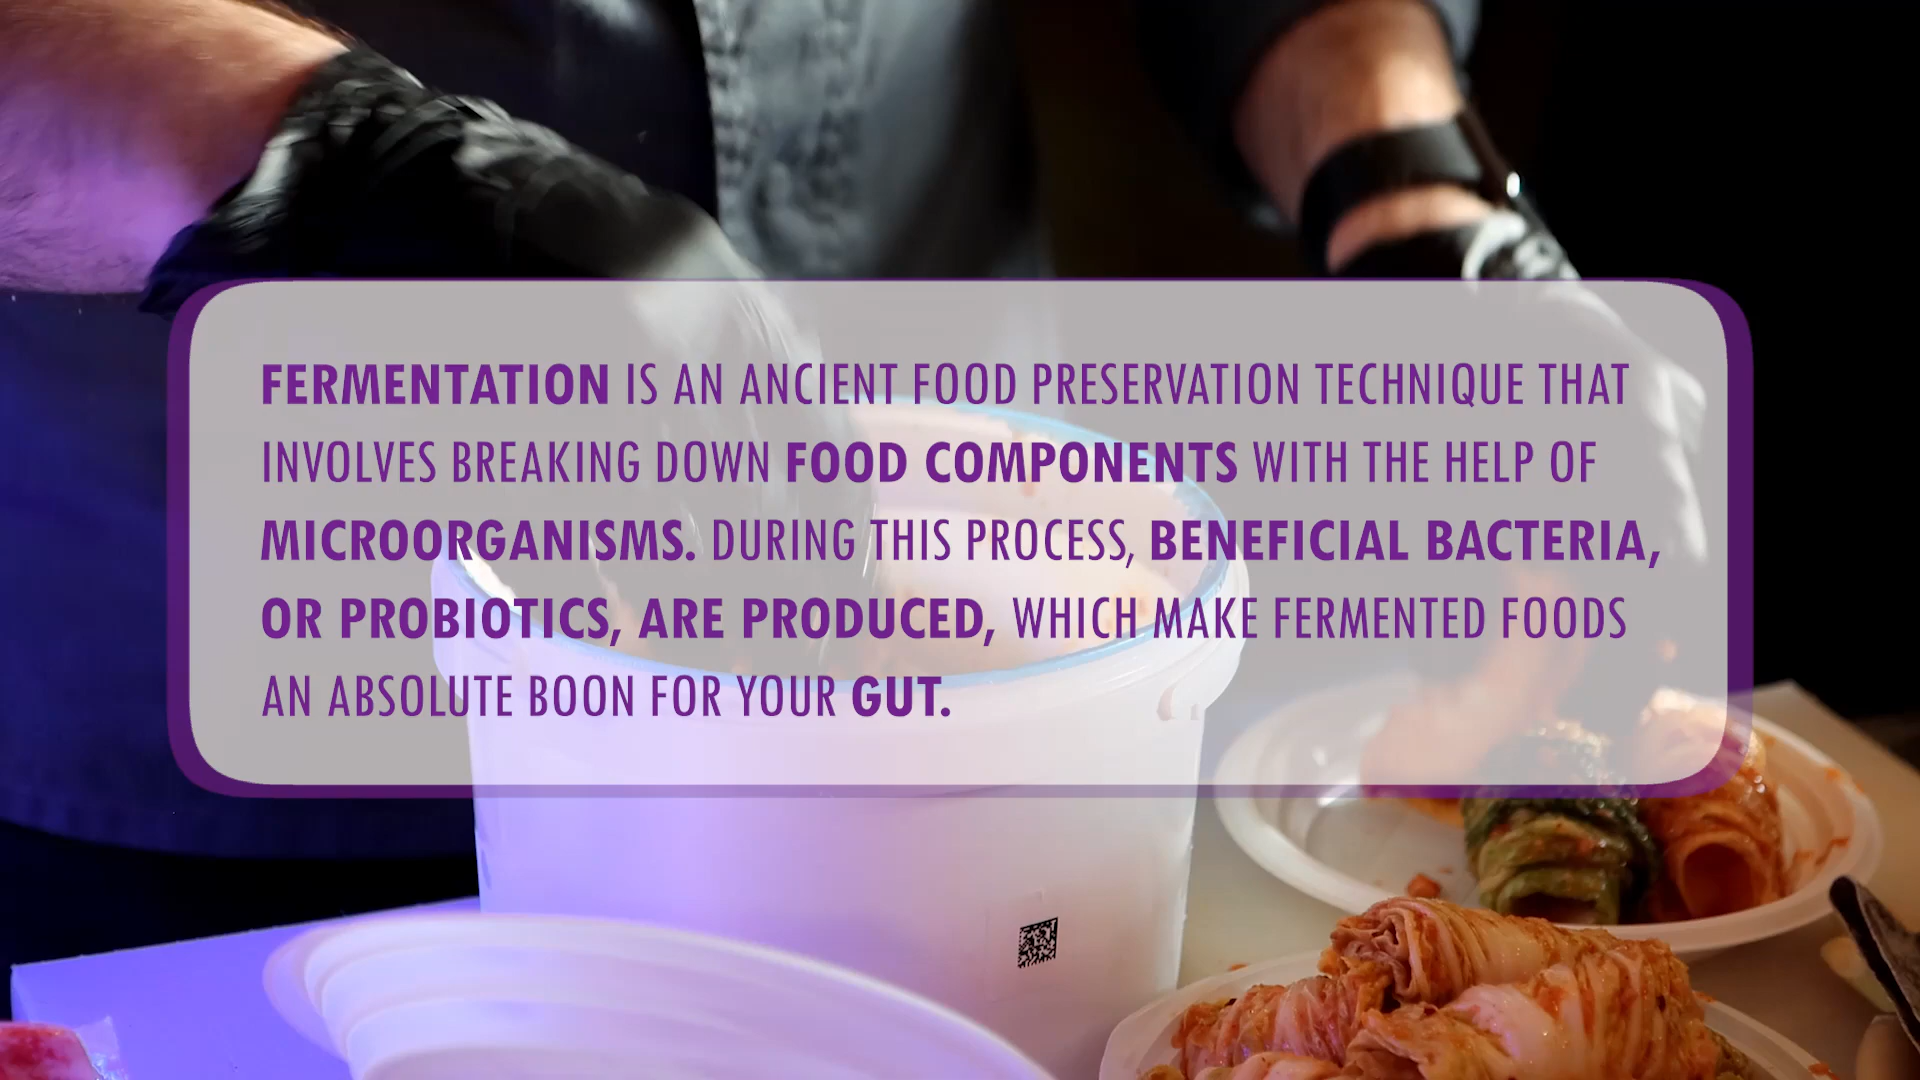 FERMENTATION IS AN ANCIENT FOOD PRESERVATION TECHNIQUE THAT
INVOLVES BREAKING DOWN FOOD COMPONENTS WITH THE HELP OF
MICROORGANISMS. DURING THIS PROCESS, BENEFICIAL BACTERIA,
OR PROBIOTICS, ARE PRODUCED, WHICH MAKE FERMENTED FOODS
AN ABSOLUTE BOON FOR YOUR GUT.